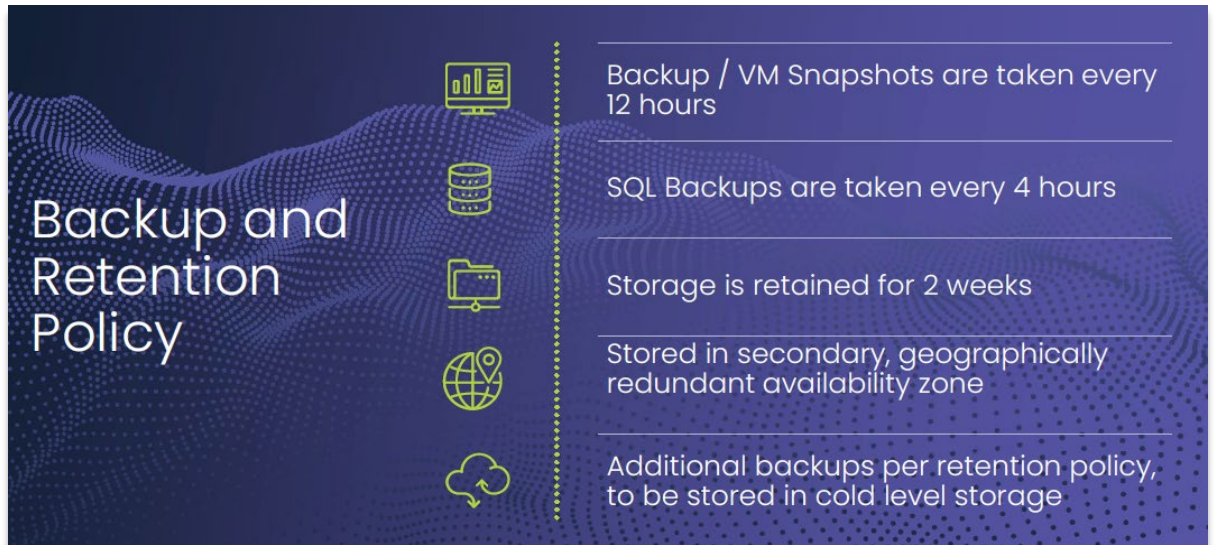 Backup and
Retention
Policy
Backup / VM Snapshots are taken every
12 hours
SQL Backups are taken every 4 hours
Storage is retained for 2 weeks
Stored in secondary, geographically
redundant availability zone
Additional backups per retention policy,
to be stored in cold level storage